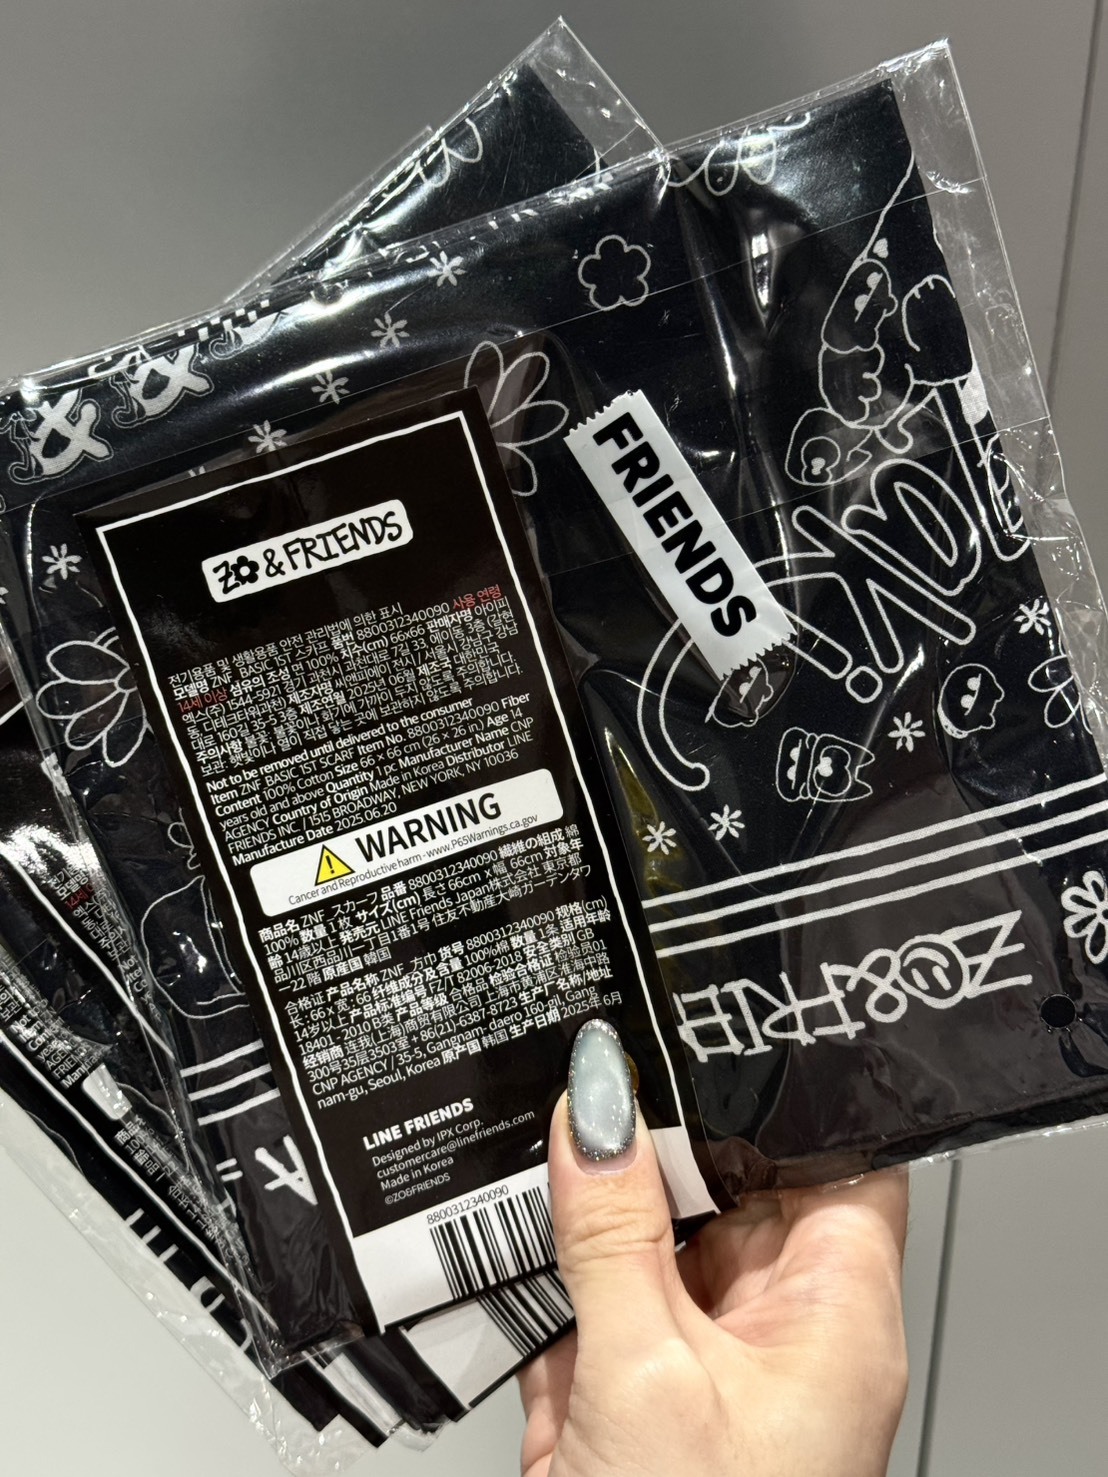 FRIENDS
ZO & FRIENDS
전기용품 및 생활용품 안전 관리법에 의한 표시
모델명 ZNF_BASIC 1ST 스카프 품번 8800312340090 사용 연령
14세 이상 섬유의 조성 면 100% 치수(cm) 66x66 판매자명 아이피
엑스(주) 1544-5921 경기 과천시 과천대로 7길 35, 에이동 3층 (갈현
동, 디테크타워과천) 제조자명 씨앤피에이전시 / 서울시 강남구 강남
대로 160길 35-5 3층 제조연월 2025년 06월 제조국 대한민국
주의사항 불꽃, 불꽃이나 화기에 가까이 두지 않도록 주의합니다.
보관 햇빛이나 열이 직접 닿는 곳에 보관하지 않도록 주의합니다.
Not to be removed until delivered to the consumer
Item ZNF BASIC 1ST SCARF Item No. 8800312340090 Fiber
Content 100% Cotton Size 66 x 66 cm (26 × 26 in.) Age 14
years old and above Quantity 1 pc Manufacturer Name CNP
AGENCY Country of Origin Made in Korea Distributor LINE
FRIENDS INC. / 1515 BROADWAY, NEW YORK, NY 10036
Manufacture Date 2025.06.20
WARNING
Cancer and Reproductive harm - www.P65Warnings.ca.gov
商品名 ZNF_スカーフ 品番 8800312340090 繊維の組成 綿
100% 数量 1枚 サイズ(cm) 長さ 66cm x 幅 66cm 対象年
齢 14歳以上 発売元 LINE Friends Japan株式会社 東京都
品川区西品川一丁目1番1号 住友不動産大崎ガーデンタワ
ー22階 原産国 韓国
合格证 产品名称 ZNF_方巾 货号 8800312340090 规格(cm)
长: 66 x 宽: 66 纤维成分及含量 100%棉 数量 1条 适用年龄
14岁以上 产品标准编号 FZ/T 82006-2018 安全类别 GB
18401 - 2010 B类 产品等级 合格品 检验合格证 检验员01
经销商 连我(上海)商贸有限公司 上海市黄浦区淮海中路
300号35层3503室 + 86(21)-6387-8723 生产厂名称/地址
CNP AGENCY / 35-5, Gangnam-daero 160-gil, Gang
nam-gu, Seoul, Korea 原产国 韩国 生产日期 2025年 6月
LINE FRIENDS
Designed by IPX Corp.
customercare@linefriends.com
Made in Korea
©ZO&FRIENDS
8800312340090
ZO&FRIE